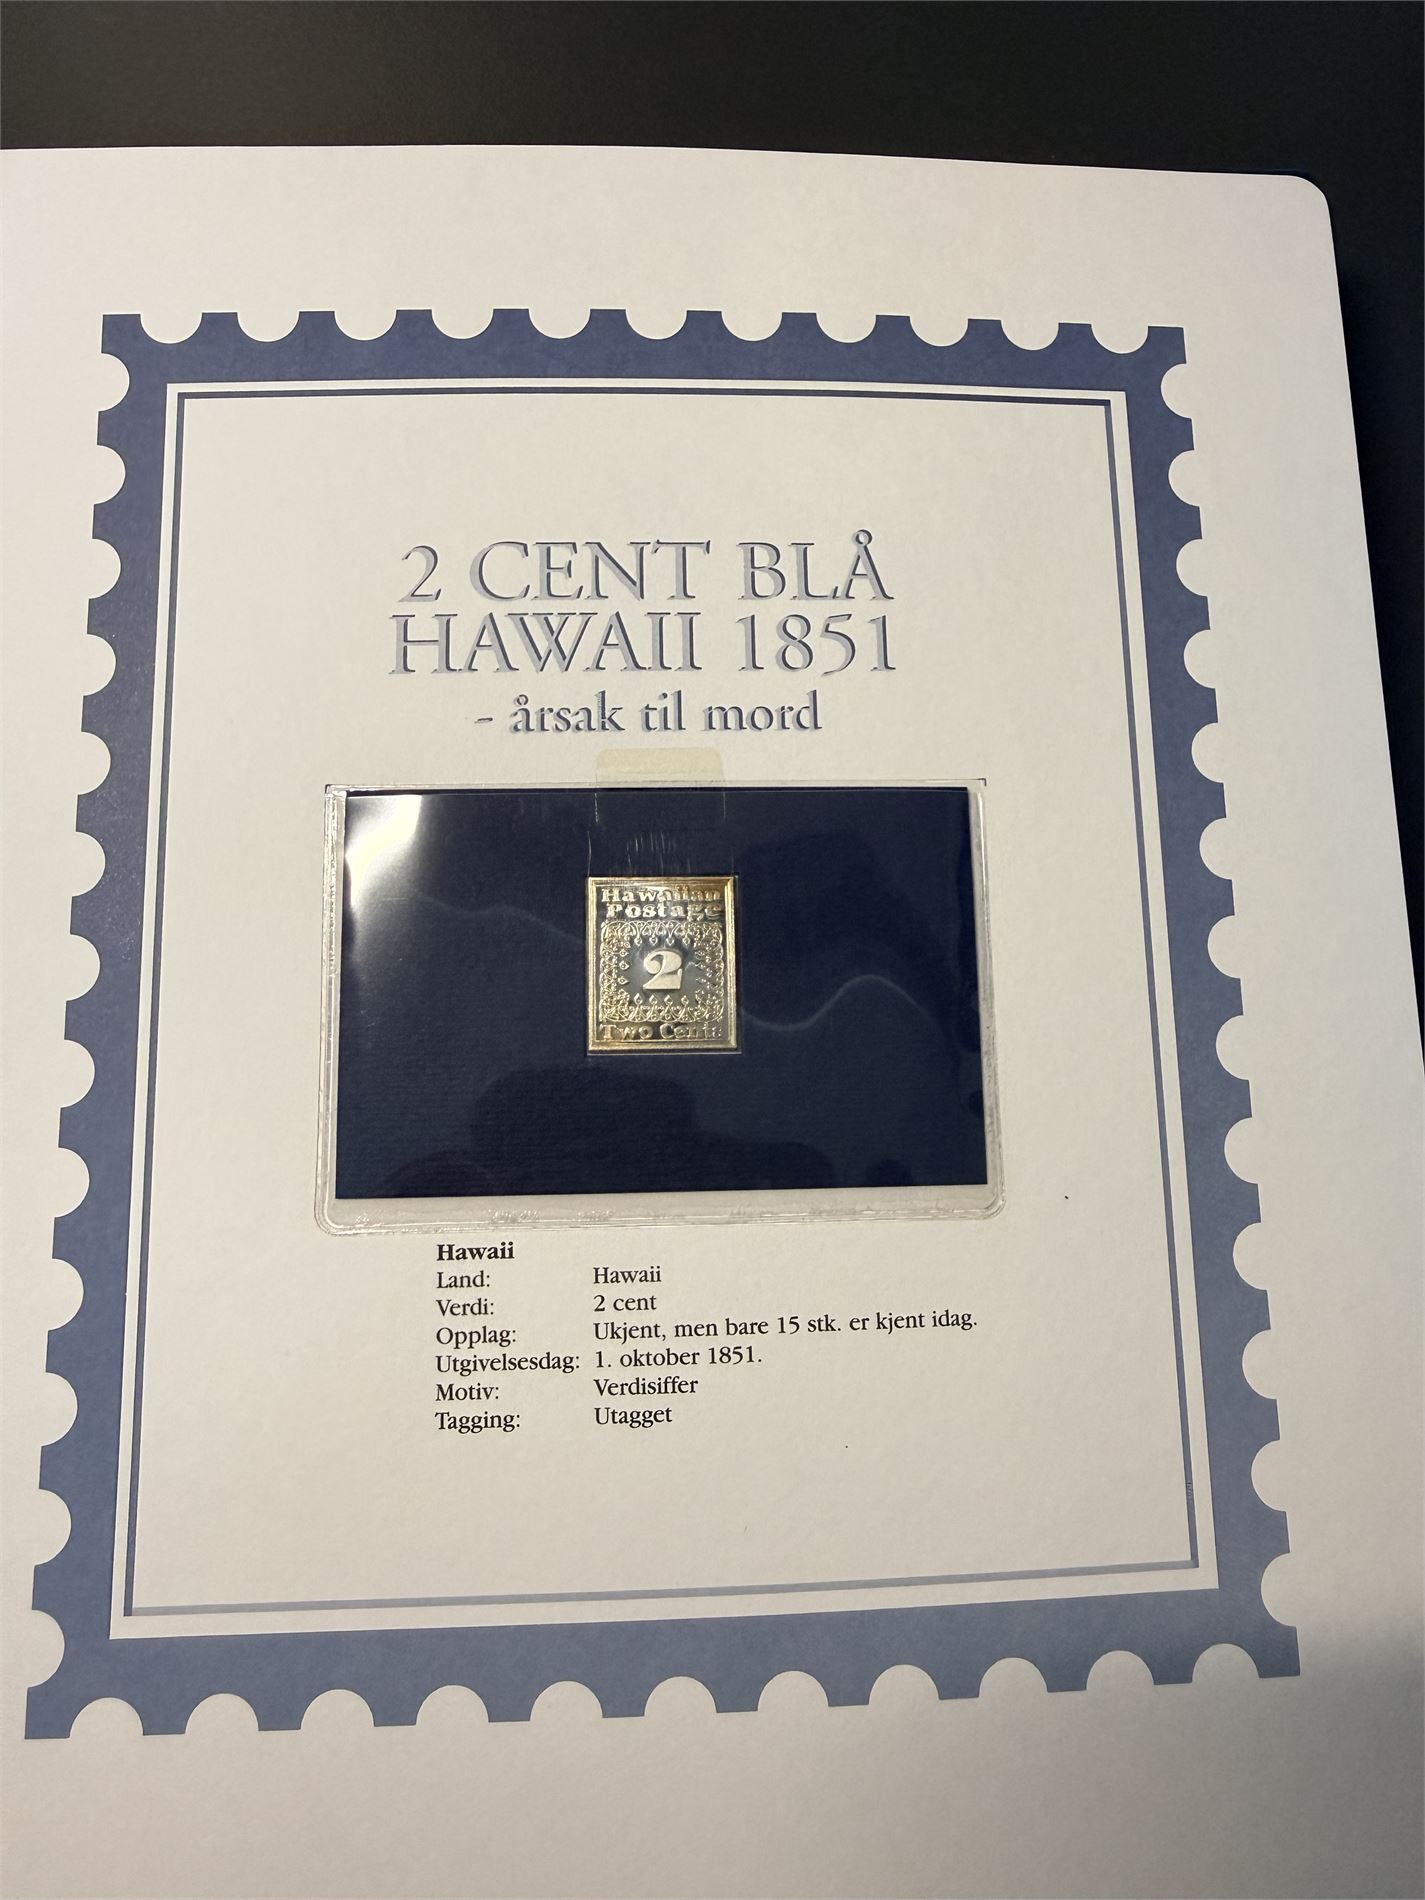 2 CENT BLÅ
HAWAII 1851
- årsak til mord
Hawaiian
Postage
2
Two Cents
Hawaii
Land: Hawaii
Verdi: 2 cent
Opplag: Ukjent, men bare 15 stk. er kjent idag.
Utgivelsesdag: 1. oktober 1851.
Motiv: Verdisiffer
Tagging: Utagget